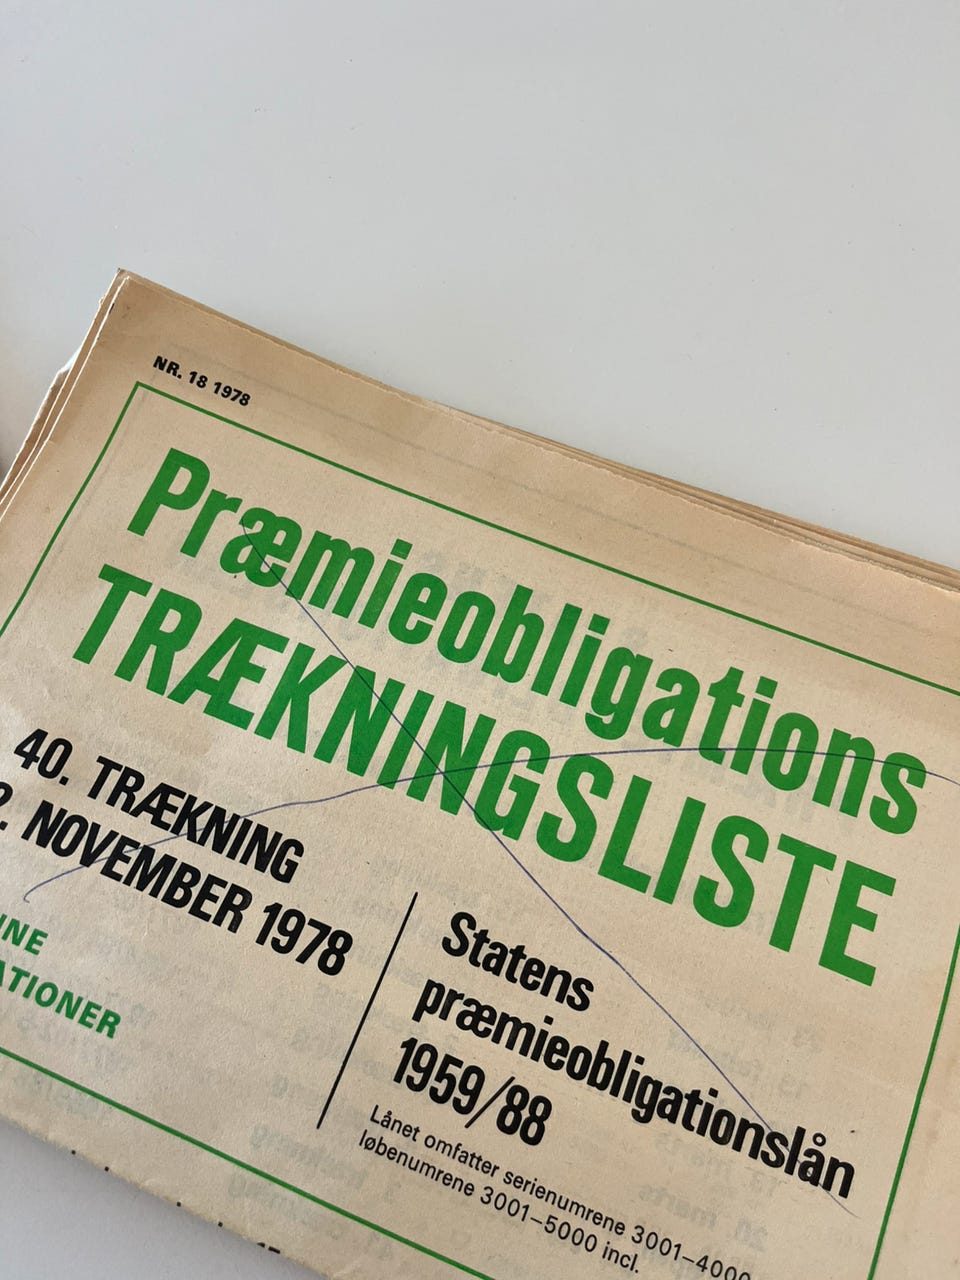 NR. 18 1978
Præmieobligations
TRÆKNINGSLISTE
40. TRÆKNING
2. NOVEMBER 1978
Statens
præmieobligationslån
1959/88
Lånet omfatter serienumrene 3001–4000
løbenumrene 3001–5000 incl.